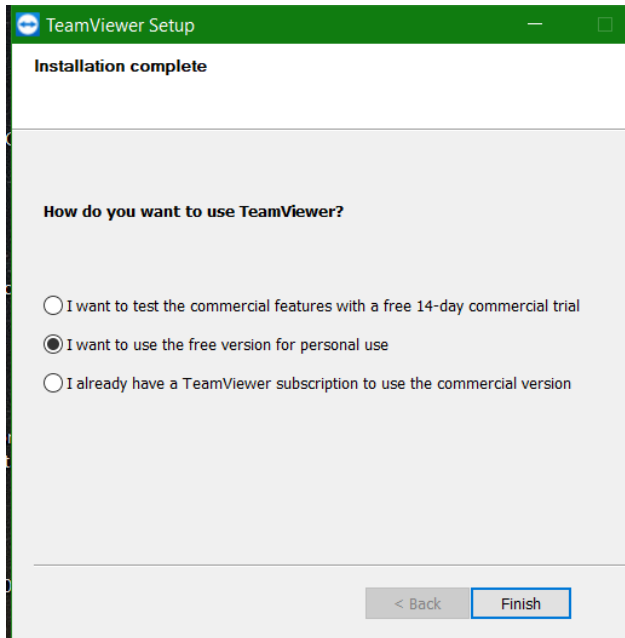 TeamViewer Setup
Installation complete
How do you want to use TeamViewer?
I want to test the commercial features with a free 14-day commercial trial
I want to use the free version for personal use
I already have a TeamViewer subscription to use the commercial version
< Back
Finish